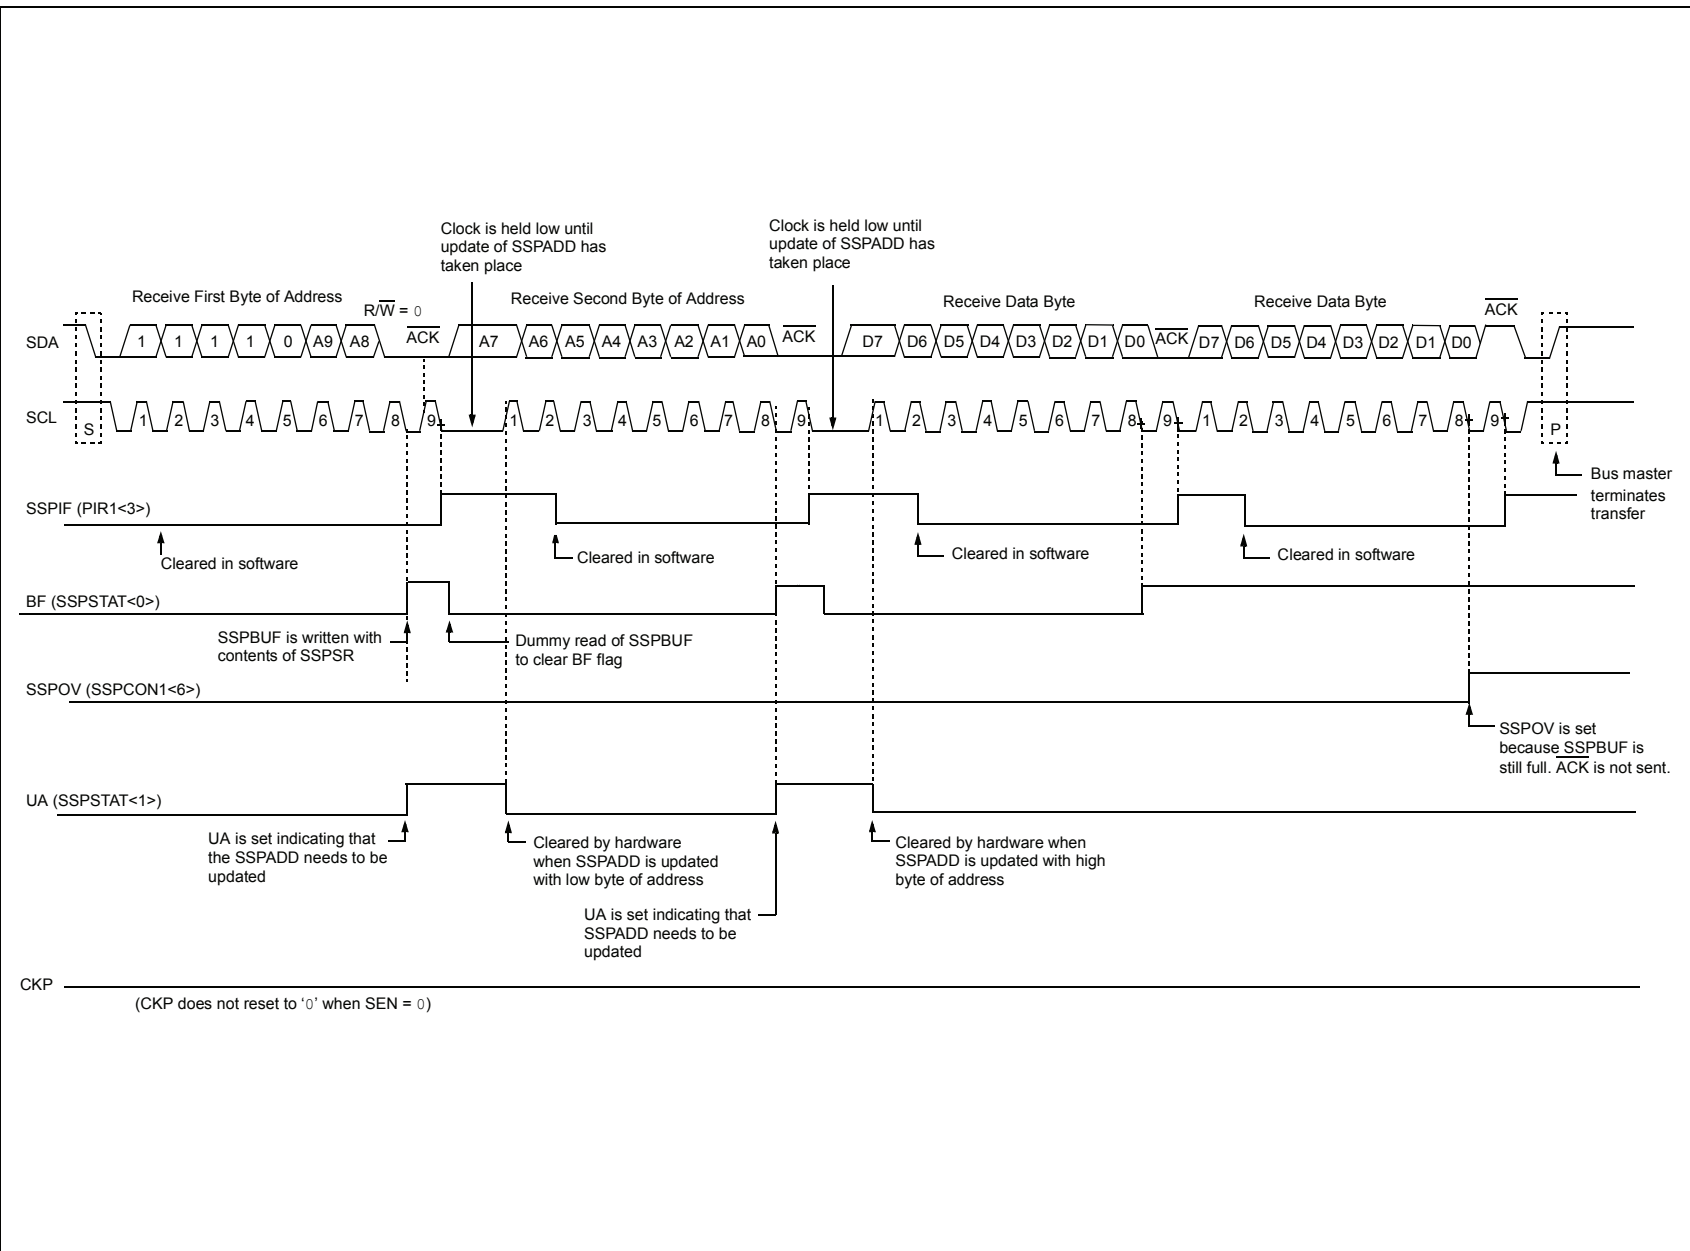 Clock is held low until
update of SSPADD has
taken place
Clock is held low until
update of SSPADD has
taken place
Receive First Byte of Address
R/W = 0
Receive Second Byte of Address
Receive Data Byte
Receive Data Byte
ACK
SDA
1 1 1 1 0 A9 A8 ACK A7 A6 A5 A4 A3 A2 A1 A0 ACK D7 D6 D5 D4 D3 D2 D1 D0 ACK D7 D6 D5 D4 D3 D2 D1 D0
SCL
S 1 2 3 4 5 6 7 8 9 1 2 3 4 5 6 7 8 9 1 2 3 4 5 6 7 8 9 1 2 3 4 5 6 7 8 9 P
Bus master
terminates
transfer
SSPIF (PIR1<3>)
Cleared in software
Cleared in software
Cleared in software
Cleared in software
BF (SSPSTAT<0>)
SSPBUF is written with
contents of SSPSR
Dummy read of SSPBUF
to clear BF flag
SSPOV (SSPCON1<6>)
SSPOV is set
because SSPBUF is
still full. ACK is not sent.
UA (SSPSTAT<1>)
UA is set indicating that
the SSPADD needs to be
updated
Cleared by hardware
when SSPADD is updated
with low byte of address
UA is set indicating that
SSPADD needs to be
updated
Cleared by hardware when
SSPADD is updated with high
byte of address
CKP
(CKP does not reset to ‘0’ when SEN = 0)